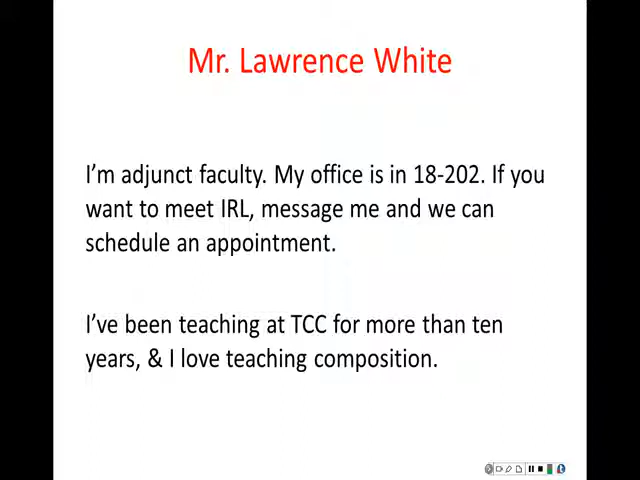 Mr. Lawrence White
I'm adjunct faculty. My office is in 18-202. If you
want to meet IRL, message me and we can
schedule an appointment.
I've been teaching at TCC for more than ten
years, & I love teaching composition.